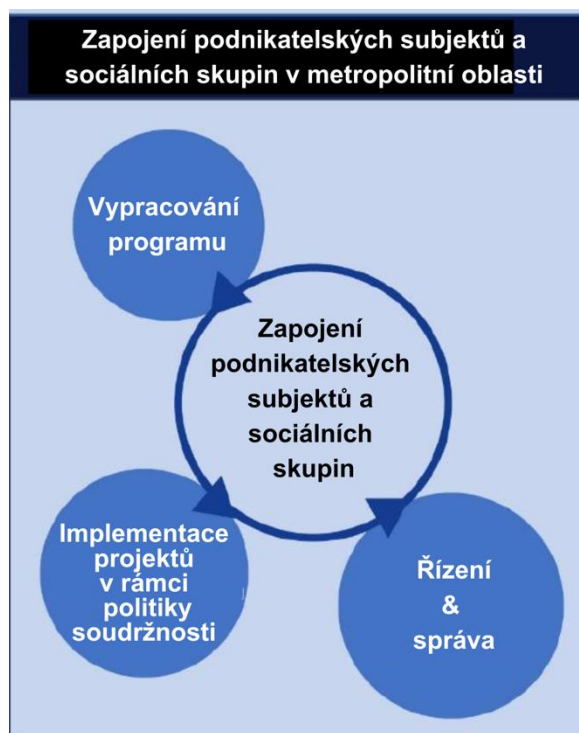 Zapojení podnikatelských subjektů a
sociálních skupin v metropolitní oblasti
Vypracování
programu
Zapojení
podnikatelských
subjektů a
sociálních
skupin
Implementace
projektů
v rámci
politiky
soudržnosti
Řízení
&
správa